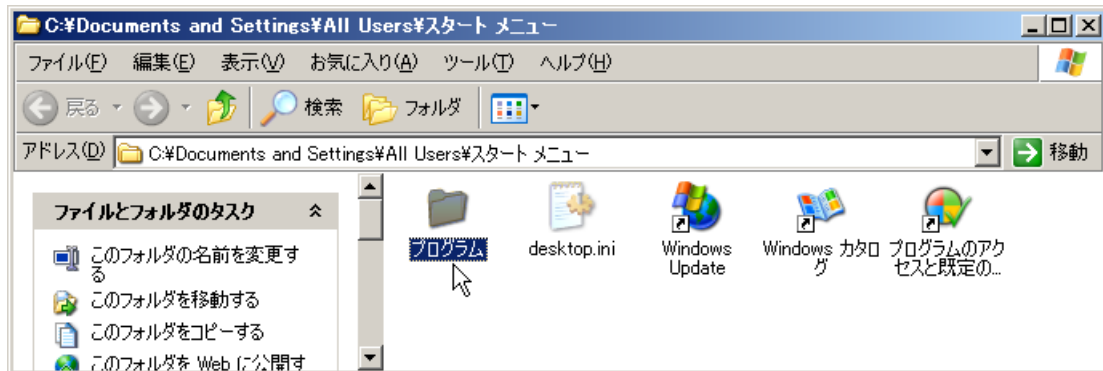 C:¥Documents and Settings¥All Users¥スタート メニュー
ファイル(F) 編集(E) 表示(V) お気に入り(A) ツール(T) ヘルプ(H)
戻る 検索 フォルダ
アドレス(D) C:¥Documents and Settings¥All Users¥スタート メニュー 移動
ファイルとフォルダのタスク
このフォルダの名前を変更す
る
このフォルダを移動する
このフォルダをコピーする
このフォルダを Web に公開す
プログラム
desktop.ini
Windows
Update
Windows カタロ
グ
プログラムのアク
セスと既定の...